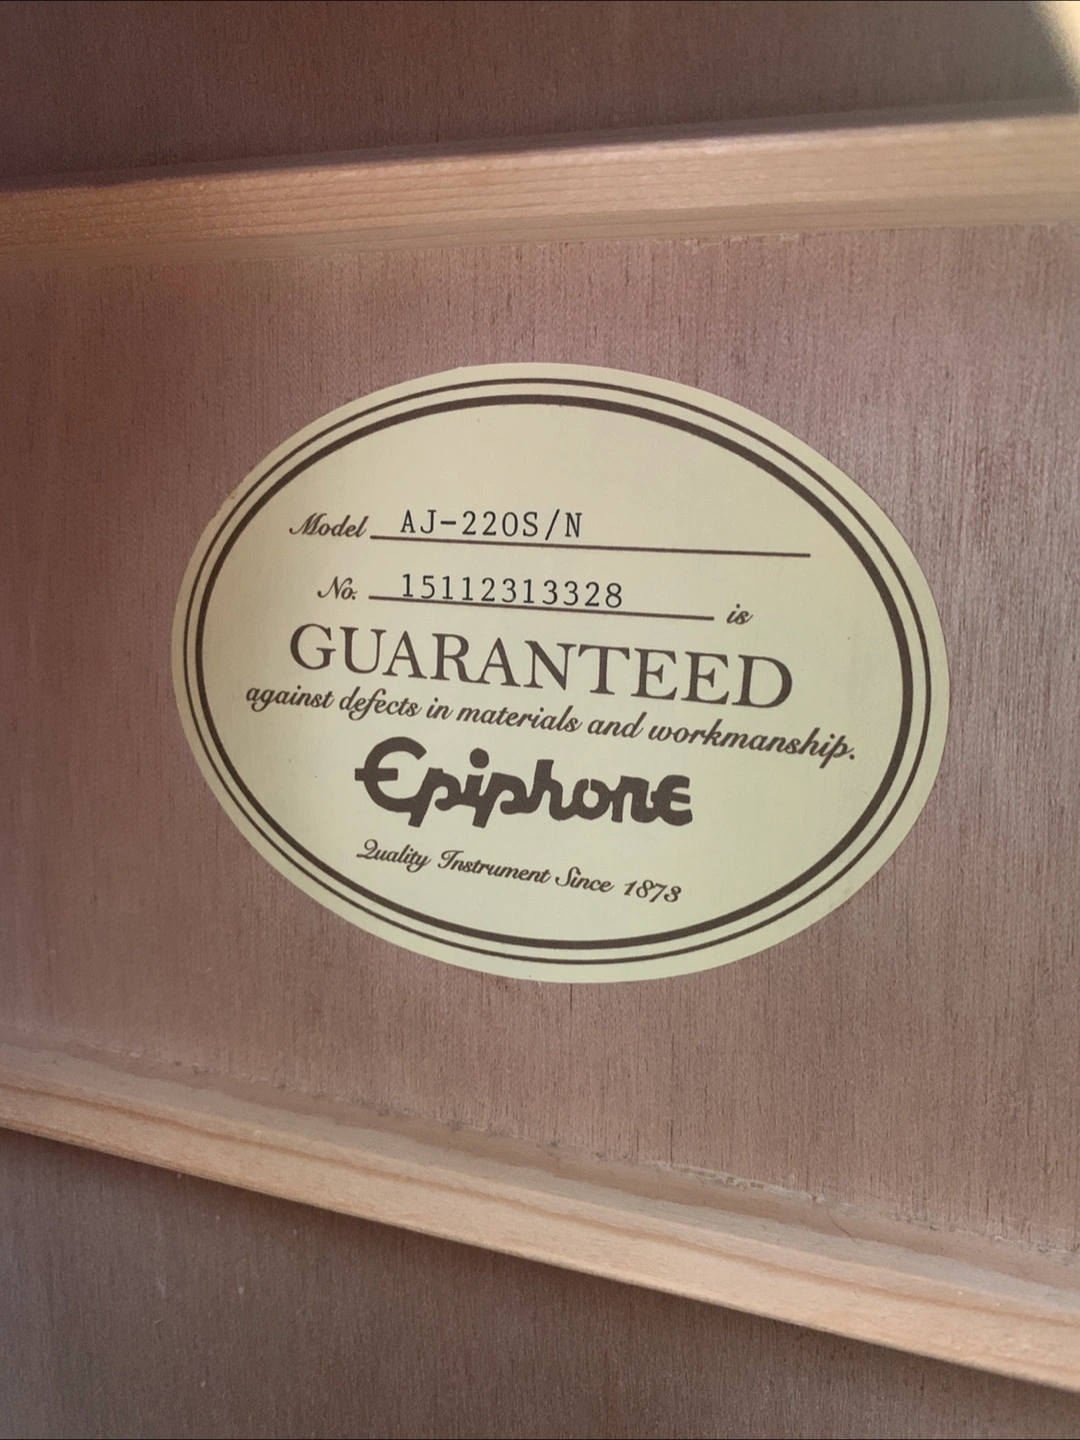 Model AJ-220S/N
No. 15112313328 is
GUARANTEED
against defects in materials and workmanship.
Epiphone
Quality Instrument Since 1873